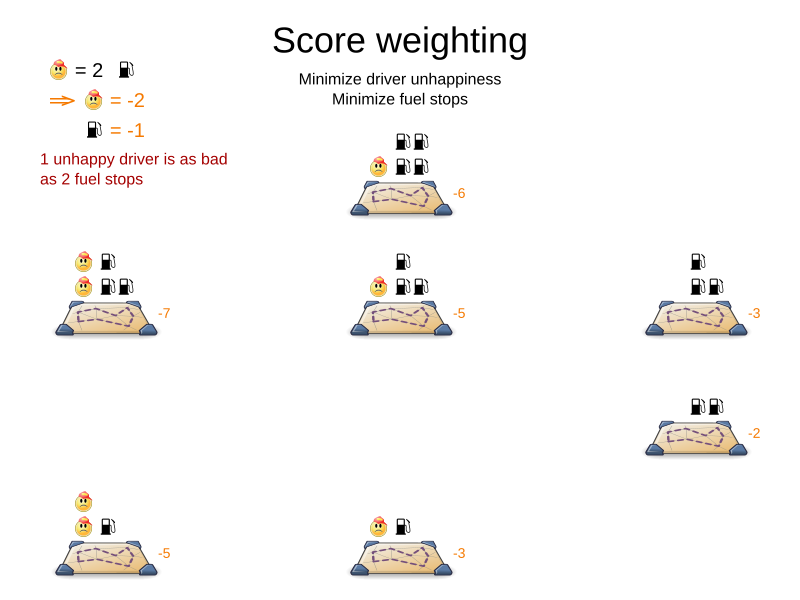 Score weighting
Minimize driver unhappiness
Minimize fuel stops
= 2
⇒ = -2
= -1
1 unhappy driver is as bad
as 2 fuel stops
-6
-7
-5
-3
-2
-5
-3